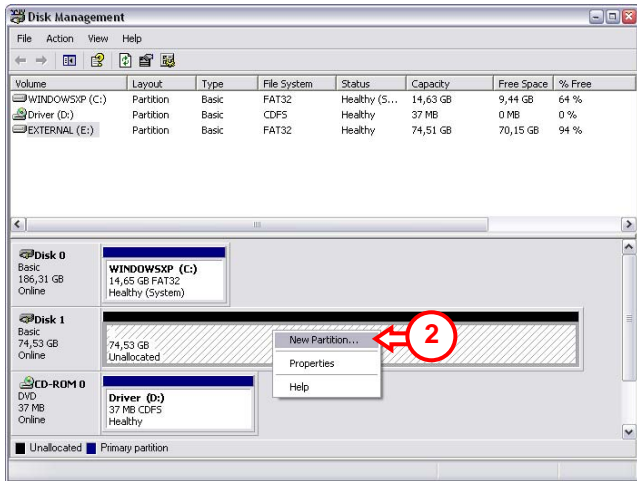 Disk Management
File Action View Help
Volume Layout Type File System Status Capacity Free Space % Free
WINDOWSXP (C:) Partition Basic FAT32 Healthy (S... 14,63 GB 9,44 GB 64 %
Driver (D:) Partition Basic CDFS Healthy 37 MB 0 MB 0 %
EXTERNAL (E:) Partition Basic FAT32 Healthy 74,51 GB 70,15 GB 94 %
Disk 0
Basic
186,31 GB
Online
WINDOWSXP (C:)
14,65 GB FAT32
Healthy (System)
Disk 1
Basic
74,53 GB
Online
74,53 GB
Unallocated
New Partition...
Properties
Help
2
CD-ROM 0
DVD
37 MB
Online
Driver (D:)
37 MB CDFS
Healthy
Unallocated Primary partition